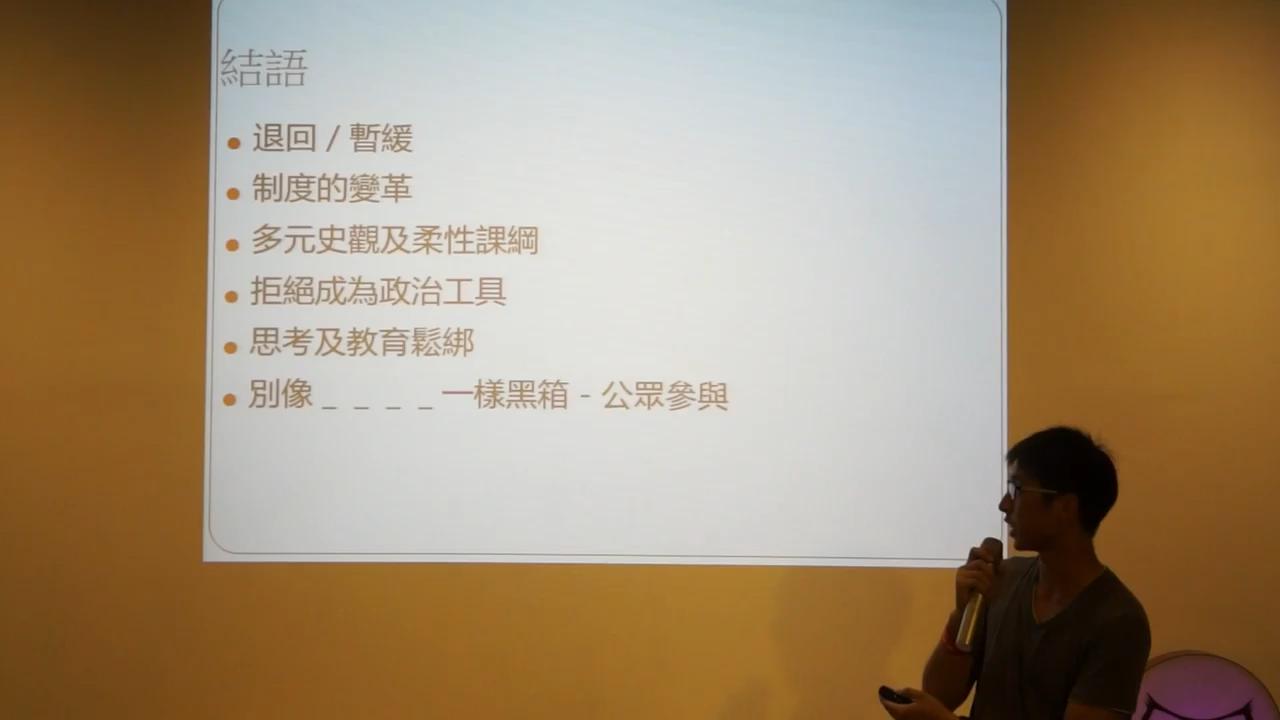 結語
退回 / 暫緩
制度的變革
多元史觀及柔性課綱
拒絕成為政治工具
思考及教育鬆綁
別像 _ _ _ _ 一樣黑箱 - 公眾參與